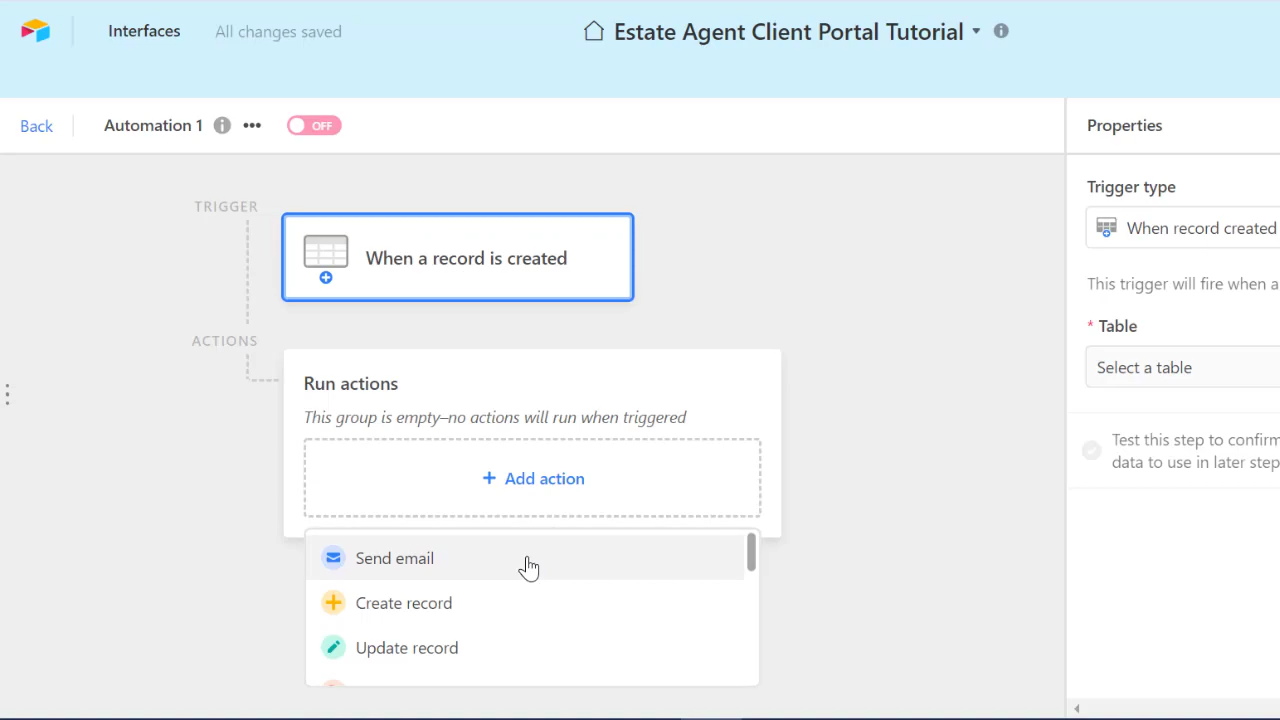 Interfaces
All changes saved
Estate Agent Client Portal Tutorial
Back
Automation 1
OFF
Properties
TRIGGER
When a record is created
ACTIONS
Run actions
This group is empty–no actions will run when triggered
+ Add action
Send email
Create record
Update record
Trigger type
When record created
This trigger will fire when a
* Table
Select a table
Test this step to confirm
data to use in later step